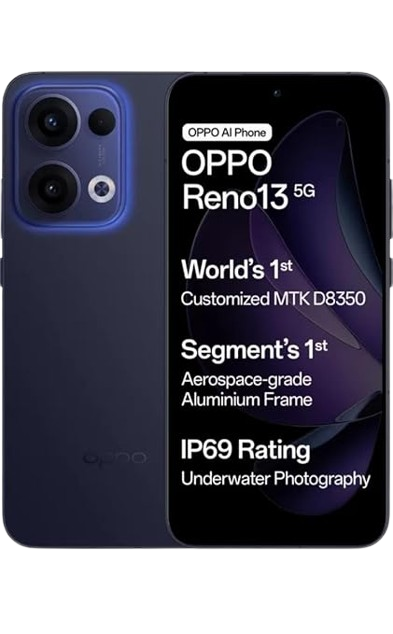 OPPO AI Phone
OPPO
Reno13 5G
World's 1st
Customized MTK D8350
Segment's 1st
Aerospace-grade
Aluminium Frame
IP69 Rating
Underwater Photography
oppo